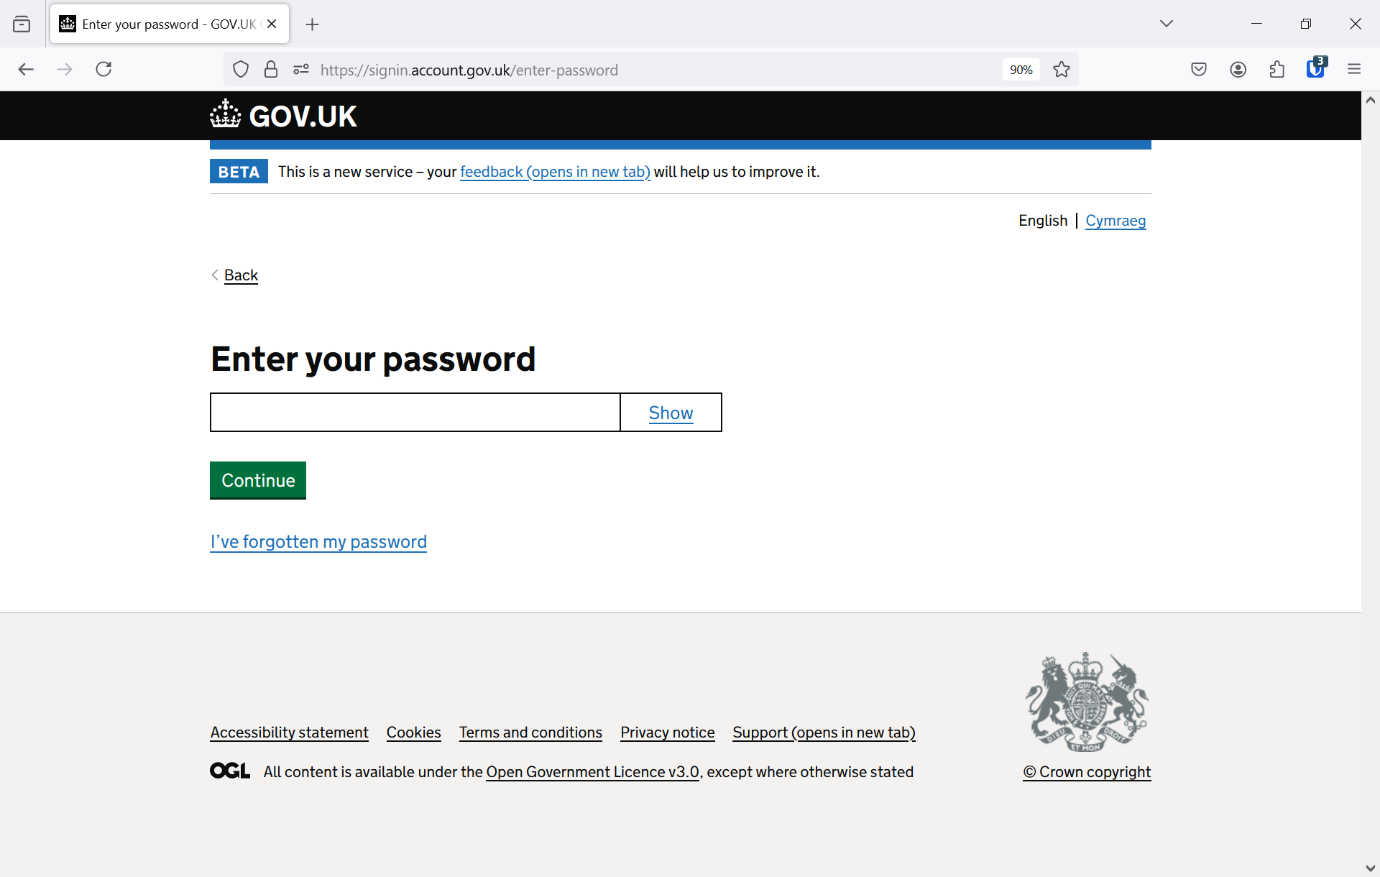 Enter your password - GOV.UK
https://signin.account.gov.uk/enter-password
90%
3
GOV.UK
BETA This is a new service – your feedback (opens in new tab) will help us to improve it.
English | Cymraeg
Back
Enter your password
Show
Continue
I’ve forgotten my password
Accessibility statement Cookies Terms and conditions Privacy notice Support (opens in new tab)
OGL All content is available under the Open Government Licence v3.0, except where otherwise stated
© Crown copyright